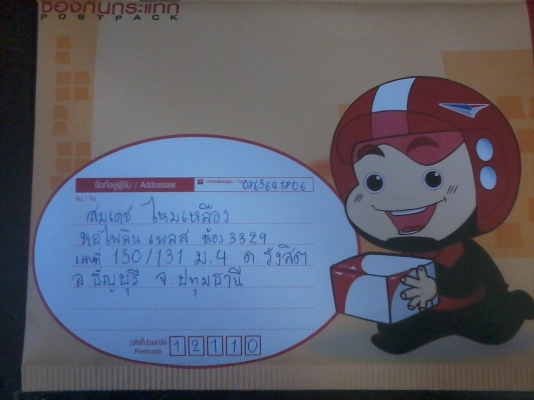 ซองกันกระแทก
POSTPACK
ชื่อที่อยู่ผู้รับ / Addressee
0863641806
ถึง / To
สมเดช ไหมเหลือง
หอไพลิน เพลส ห้อง 3329
เลขที่ 130/131 ม.4 ต.รังสิต
อ.ธัญบุรี จ.ปทุมธานี
รหัสไปรษณีย์
Postcode
12110